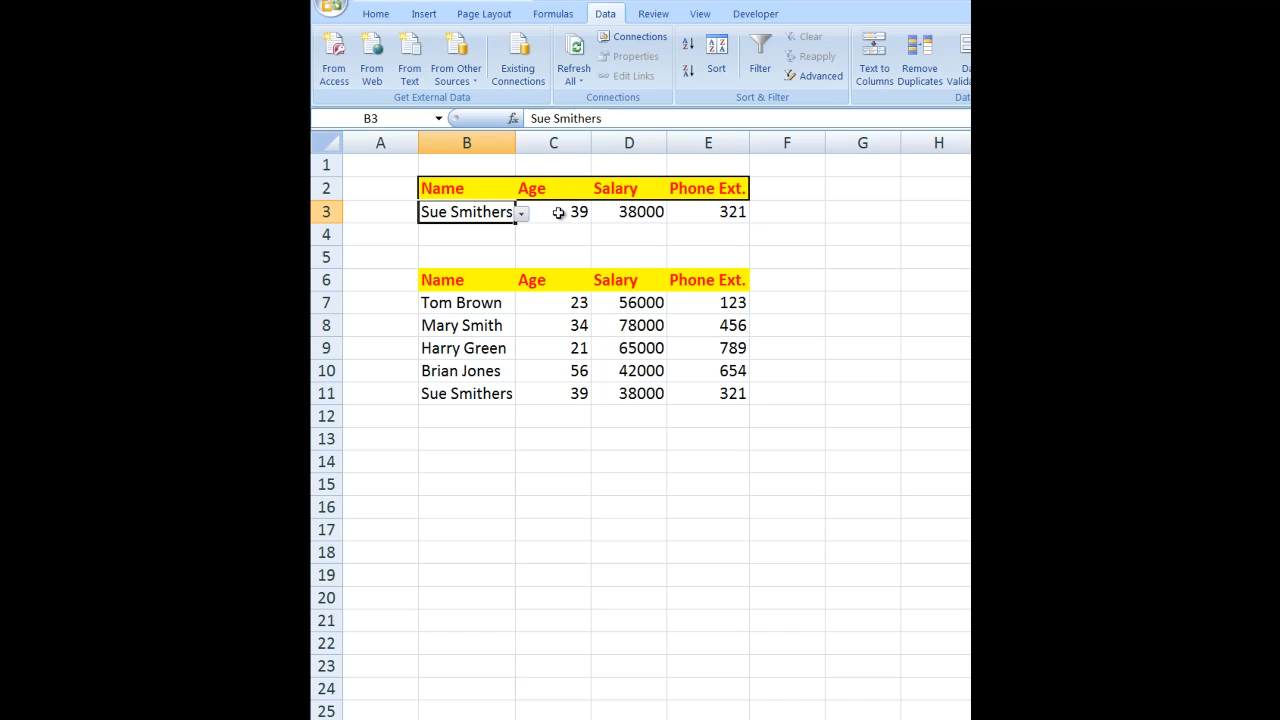 Home Insert Page Layout Formulas Data Review View Developer
From Access From Web From Text From Other Sources Existing Connections Refresh All Connections Properties Edit Links Sort Filter Clear Reapply Advanced Text to Columns Remove Duplicates
Get External Data Connections Sort & Filter
B3 fx Sue Smithers
A B C D E F G H
1
2 Name Age Salary Phone Ext.
3 Sue Smithers 39 38000 321
4
5
6 Name Age Salary Phone Ext.
7 Tom Brown 23 56000 123
8 Mary Smith 34 78000 456
9 Harry Green 21 65000 789
10 Brian Jones 56 42000 654
11 Sue Smithers 39 38000 321
12
13
14
15
16
17
18
19
20
21
22
23
24
25